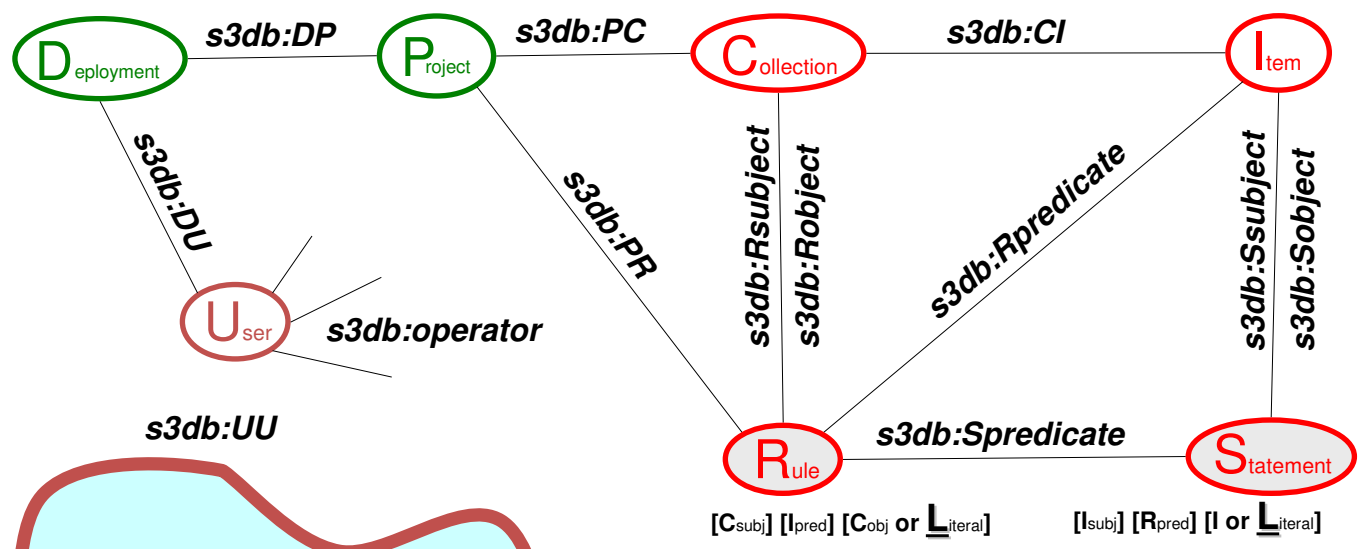 Deployment
s3db:DP
Project
s3db:PC
Collection
s3db:CI
Item
s3db:DU
s3db:PR
s3db:Rsubject
s3db:Robject
s3db:Rpredicate
s3db:Ssubject
s3db:Sobject
User
s3db:operator
s3db:UU
Rule
s3db:Spredicate
Statement
[Csubj] [Ipred] [Cobj or Literal]
[Isubj] [Rpred] [I or Literal]